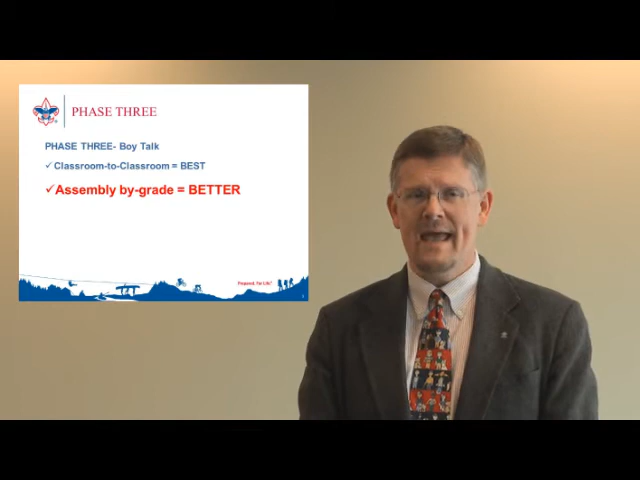 PHASE THREE
PHASE THREE- Boy Talk
✓Classroom-to-Classroom = BEST
✓Assembly by-grade = BETTER
Prepared. For Life.®